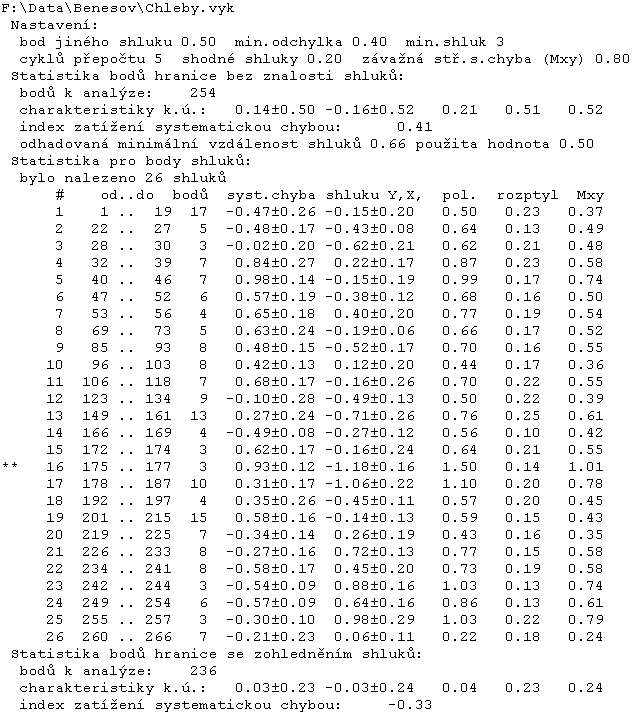 F:\Data\Benesov\Chleby.vyk
Nastavení:
bod jiného shluku 0.50 min.odchylka 0.40 min.shluk 3
cyklů přepočtu 5 shodné shluky 0.20 závažná stř.s.chyba (Mxy) 0.80
Statistika bodů hranice bez znalosti shluků:
bodů k analýze: 254
charakteristiky k.ú.: 0.14±0.50 -0.16±0.52 0.21 0.51 0.52
index zatížení systematickou chybou: 0.41
odhadovaná minimální vzdálenost shluků 0.66 použita hodnota 0.50
Statistika pro body shluků:
bylo nalezeno 26 shluků
# od..do bodů syst.chyba shluku Y,X, pol. rozptyl Mxy
1 1 .. 19 17 -0.47±0.26 -0.15±0.20 0.50 0.23 0.37
2 22 .. 27 5 -0.48±0.17 -0.43±0.08 0.64 0.13 0.49
3 28 .. 30 3 -0.02±0.20 -0.62±0.21 0.62 0.21 0.48
4 32 .. 39 7 0.84±0.27 0.22±0.17 0.87 0.23 0.58
5 40 .. 46 7 0.98±0.14 -0.15±0.19 0.99 0.17 0.74
6 47 .. 52 6 0.57±0.19 -0.38±0.12 0.68 0.16 0.50
7 53 .. 56 4 0.65±0.18 0.40±0.20 0.77 0.19 0.54
8 69 .. 73 5 0.63±0.24 -0.19±0.06 0.66 0.17 0.52
9 85 .. 93 8 0.48±0.15 -0.52±0.17 0.70 0.16 0.55
10 96 .. 103 8 0.42±0.13 0.12±0.20 0.44 0.17 0.36
11 106 .. 118 7 0.68±0.17 -0.16±0.26 0.70 0.22 0.55
12 123 .. 134 9 -0.10±0.28 -0.49±0.13 0.50 0.22 0.39
13 149 .. 161 13 0.27±0.24 -0.71±0.26 0.76 0.25 0.61
14 166 .. 169 4 -0.49±0.08 -0.27±0.12 0.56 0.10 0.42
15 172 .. 174 3 0.62±0.17 -0.16±0.24 0.64 0.21 0.55
** 16 175 .. 177 3 0.93±0.12 -1.18±0.16 1.50 0.14 1.01
17 178 .. 187 10 0.31±0.17 -1.06±0.22 1.10 0.20 0.78
18 192 .. 197 4 0.35±0.26 -0.45±0.11 0.57 0.20 0.45
19 201 .. 215 15 0.58±0.16 -0.14±0.13 0.59 0.15 0.43
20 219 .. 225 7 -0.34±0.14 0.26±0.19 0.43 0.16 0.35
21 226 .. 233 8 -0.27±0.16 0.72±0.13 0.77 0.15 0.58
22 234 .. 241 8 -0.58±0.17 0.45±0.20 0.73 0.19 0.58
23 242 .. 244 3 -0.54±0.09 0.88±0.16 1.03 0.13 0.74
24 249 .. 254 6 -0.57±0.09 0.64±0.16 0.86 0.13 0.61
25 255 .. 257 3 -0.30±0.10 0.98±0.29 1.03 0.22 0.79
26 260 .. 266 7 -0.21±0.23 0.06±0.11 0.22 0.18 0.24
Statistika bodů hranice se zohledněním shluků:
bodů k analýze: 236
charakteristiky k.ú.: 0.03±0.23 -0.03±0.24 0.04 0.23 0.24
index zatížení systematickou chybou: -0.33